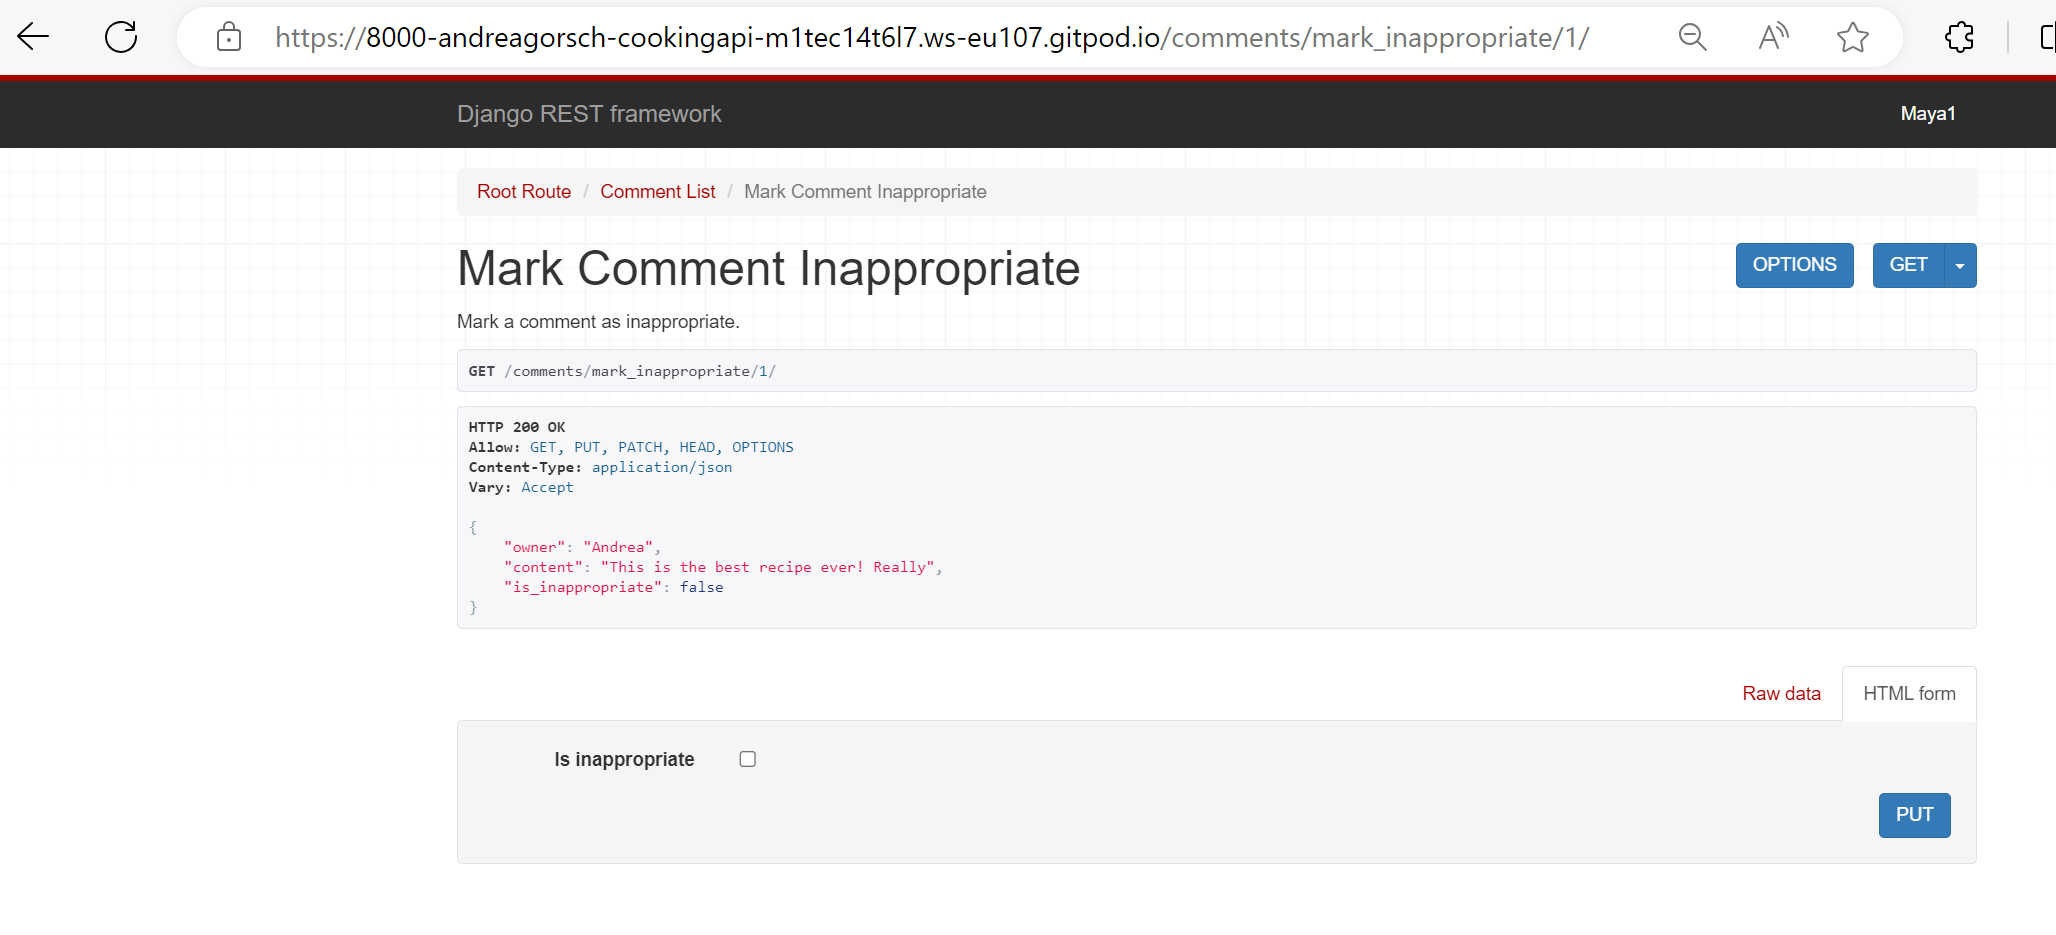 https://8000-andreagorsch-cookingapi-m1tec14t6l7.ws-eu107.gitpod.io/comments/mark_inappropriate/1/
Django REST framework
Maya1
Root Route / Comment List / Mark Comment Inappropriate
Mark Comment Inappropriate
OPTIONS
GET
Mark a comment as inappropriate.
GET /comments/mark_inappropriate/1/
HTTP 200 OK
Allow: GET, PUT, PATCH, HEAD, OPTIONS
Content-Type: application/json
Vary: Accept
{
    "owner": "Andrea",
    "content": "This is the best recipe ever! Really",
    "is_inappropriate": false
}
Raw data
HTML form
Is inappropriate
PUT